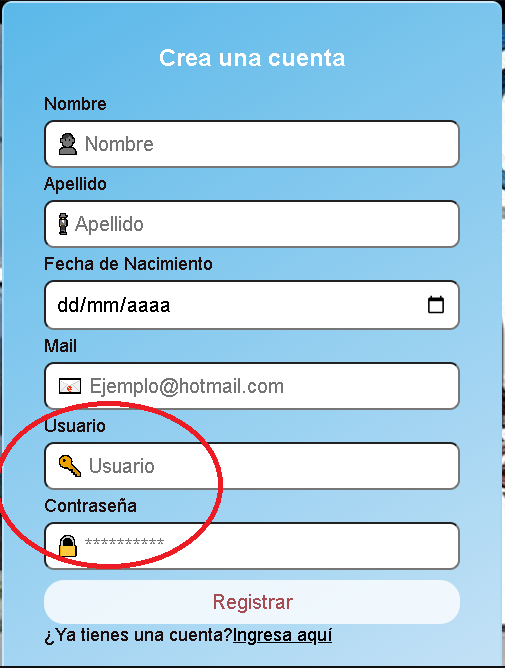 Crea una cuenta
Nombre
Nombre
Apellido
Apellido
Fecha de Nacimiento
dd/mm/aaaa
Mail
Ejemplo@hotmail.com
Usuario
Usuario
Contraseña
**********
Registrar
¿Ya tienes una cuenta?Ingresa aquí